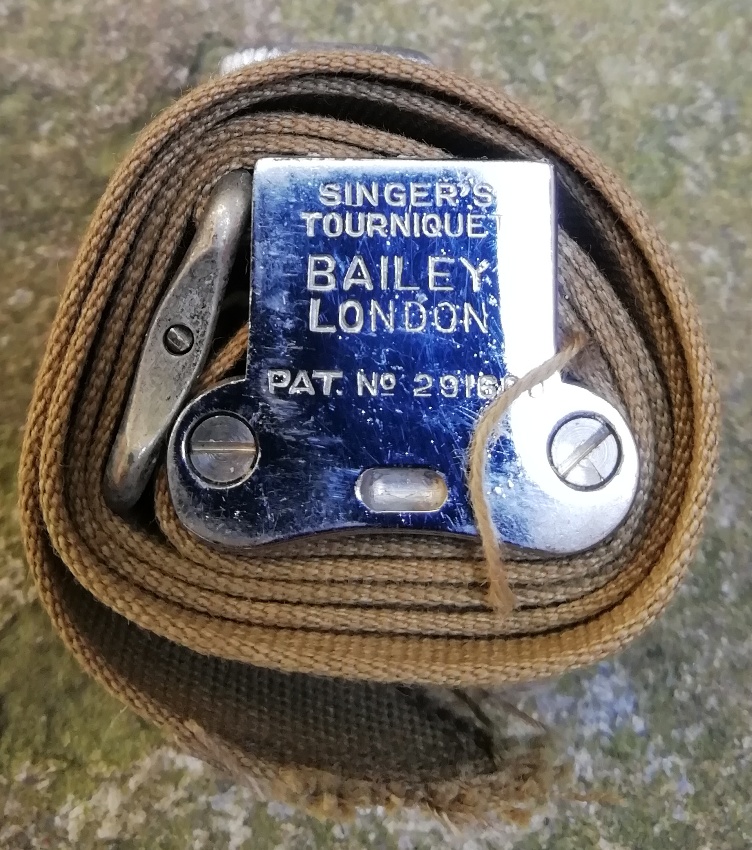 SINGER'S
TOURNIQUET
BAILEY
LONDON
PAT. Nº